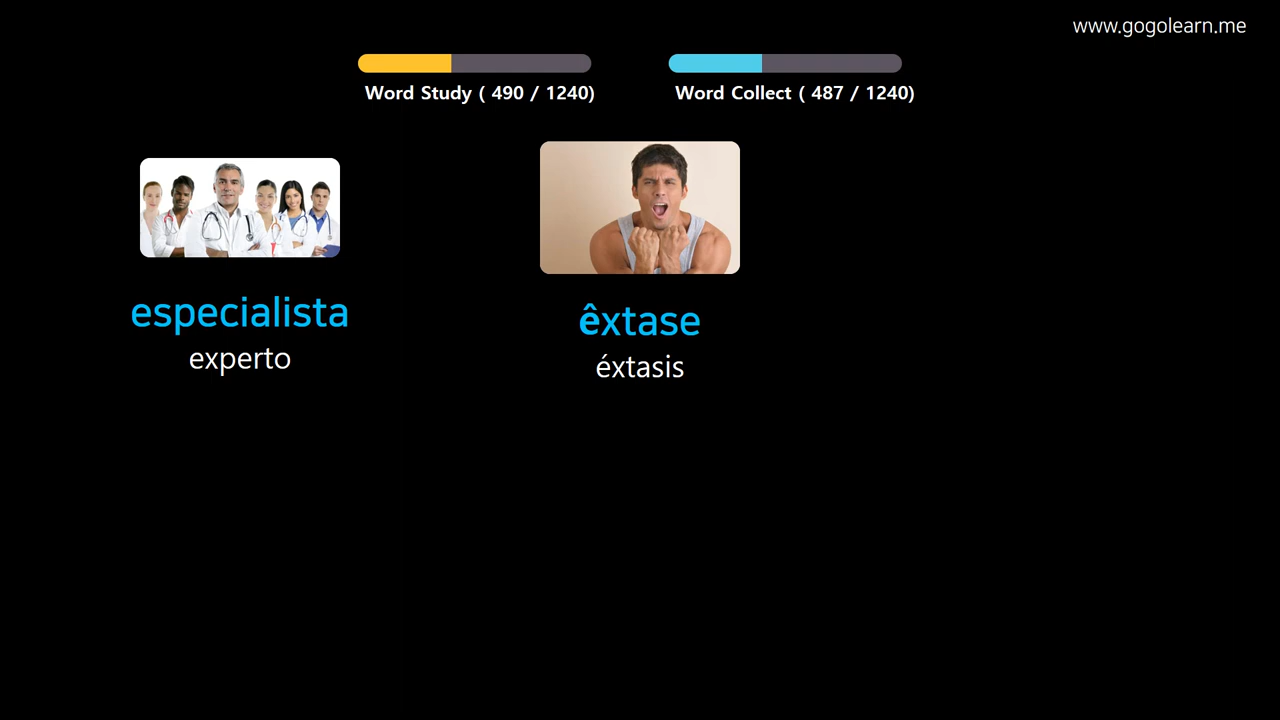 www.gogolearn.me
Word Study ( 490 / 1240)
Word Collect ( 487 / 1240)
especialista
experto
êxtase
éxtasis